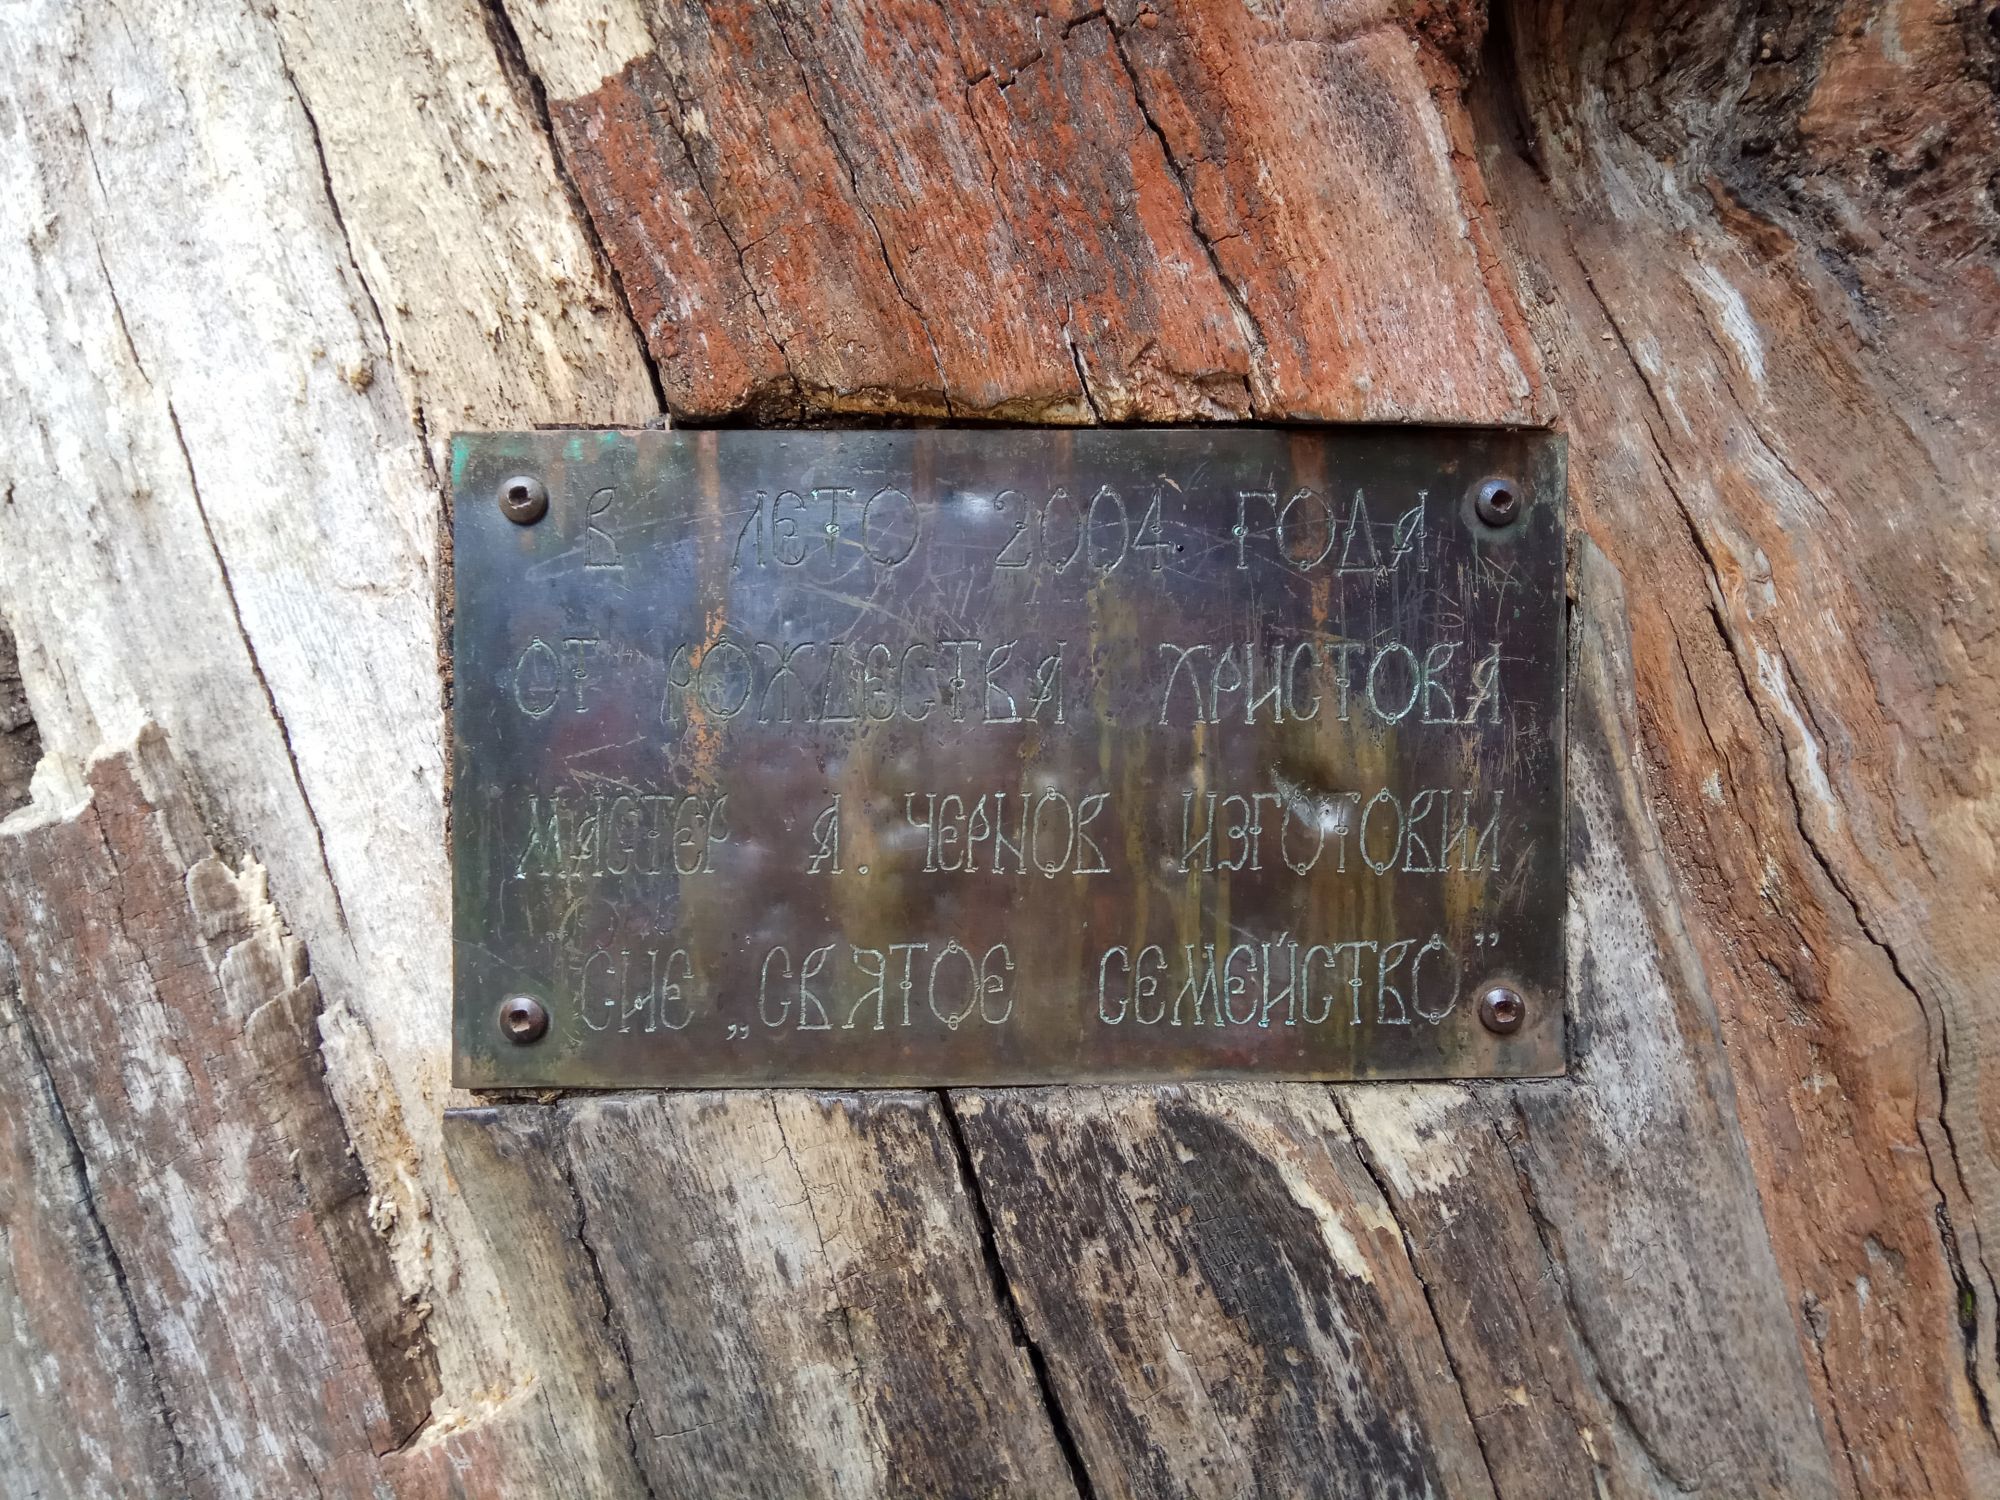 В ЛЕТО 2004 ГОДА
ОТ РОЖДЕСТВА ХРИСТОВА
МАСТЕР А. ЧЕРНОВ ИЗГОТОВИЛ
СИЕ „СВЯТОЕ СЕМЕЙСТВО”